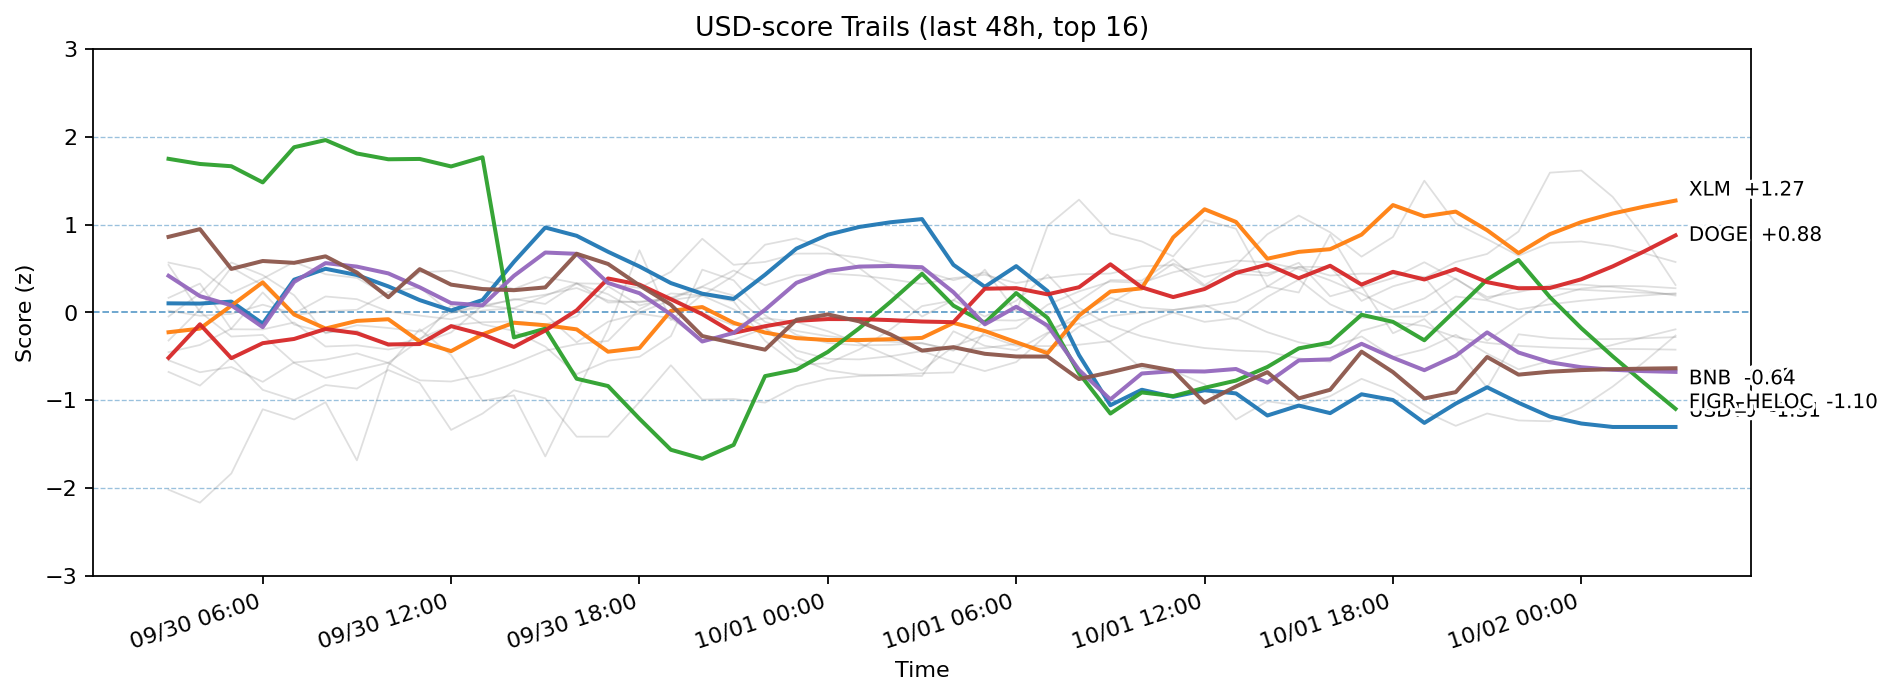 USD-score Trails (last 48h, top 16)
Score (z)
3
2
1
0
−1
−2
−3
XLM +1.27
DOGE +0.88
BNB -0.64
FIGR-HELOC -1.10
-1.31
09/30 06:00
09/30 12:00
09/30 18:00
10/01 00:00
10/01 06:00
10/01 12:00
10/01 18:00
10/02 00:00
Time